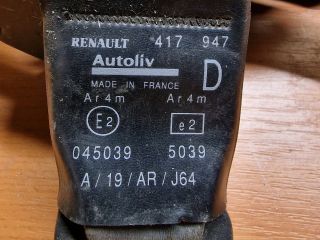 RENAULT 417 947
Autoliv D
MADE IN FRANCE
Ar4m Ar4m
E2 e2
045039 5039
A/19/AR/J64